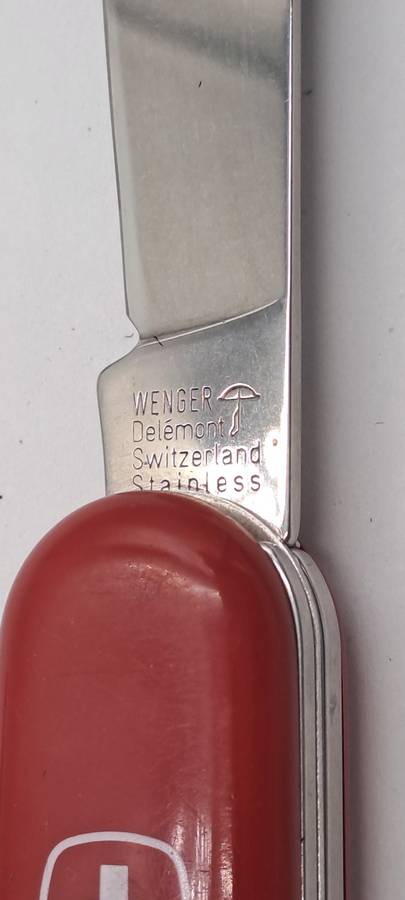 WENGER
Delémont
Switzerland
Stainless